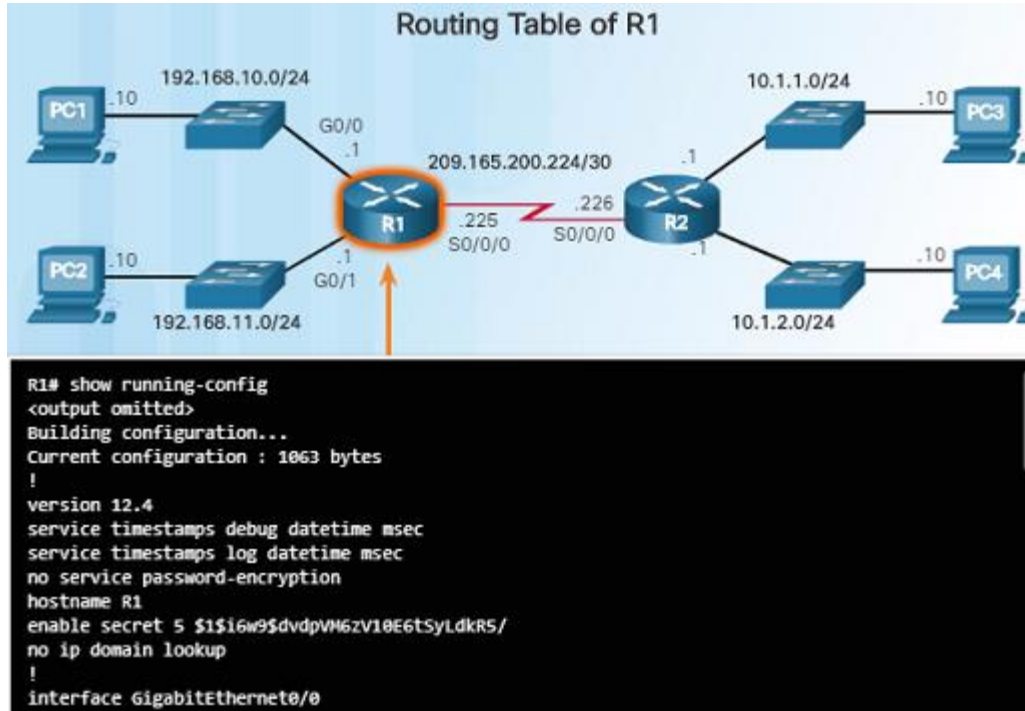 Routing Table of R1
192.168.10.0/24
10.1.1.0/24
PC1
.10
.10
PC3
G0/0
.1
209.165.200.224/30
.1
R1
.225
.226
R2
S0/0/0
S0/0/0
PC2
.10
.1
G0/1
.1
.10
PC4
192.168.11.0/24
10.1.2.0/24
R1# show running-config
<output omitted>
Building configuration...
Current configuration : 1063 bytes
!
version 12.4
service timestamps debug datetime msec
service timestamps log datetime msec
no service password-encryption
hostname R1
enable secret 5 $1$i6w9$dvdpVM6zV10E6tSyLdkR5/
no ip domain lookup
!
interface GigabitEthernet0/0